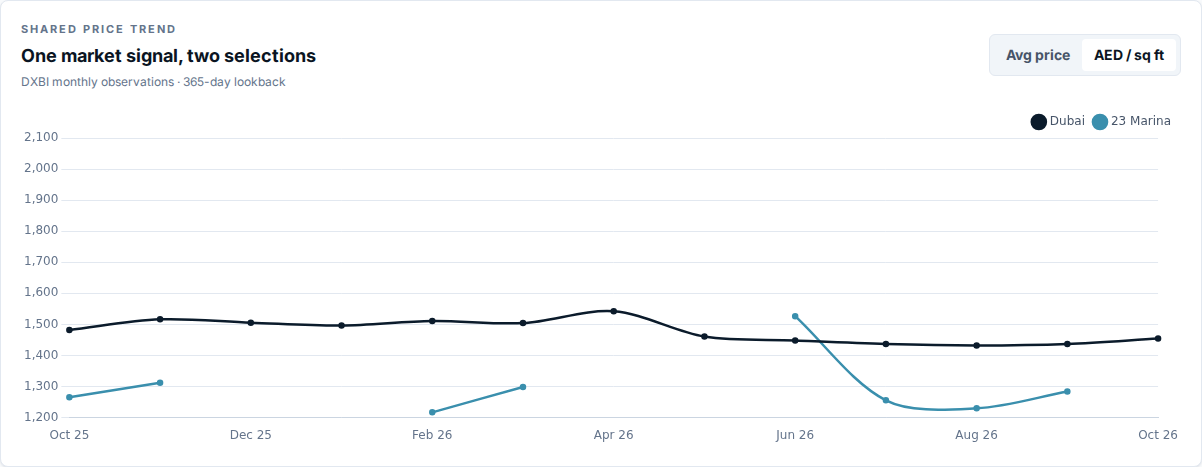 SHARED PRICE TREND
One market signal, two selections
DXBI monthly observations · 365-day lookback
Avg price
AED / sq ft
Dubai
23 Marina
2,100
2,000
1,900
1,800
1,700
1,600
1,500
1,400
1,300
1,200
Oct 25
Dec 25
Feb 26
Apr 26
Jun 26
Aug 26
Oct 26